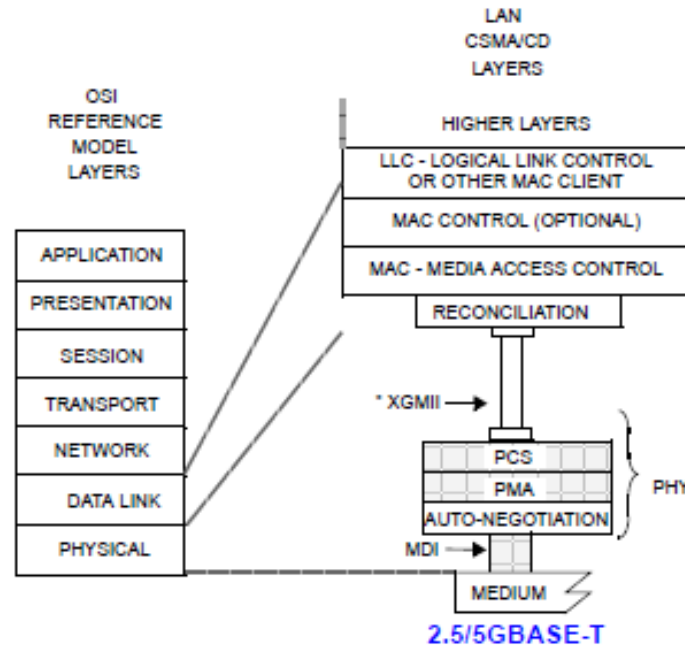 LAN
CSMA/CD
LAYERS
OSI
REFERENCE
MODEL
LAYERS
HIGHER LAYERS
LLC - LOGICAL LINK CONTROL
OR OTHER MAC CLIENT
MAC CONTROL (OPTIONAL)
MAC - MEDIA ACCESS CONTROL
RECONCILIATION
APPLICATION
PRESENTATION
SESSION
TRANSPORT
NETWORK
DATA LINK
PHYSICAL
* XGMII
PCS
PMA
AUTO-NEGOTIATION
PHY
MDI
MEDIUM
2.5/5GBASE-T